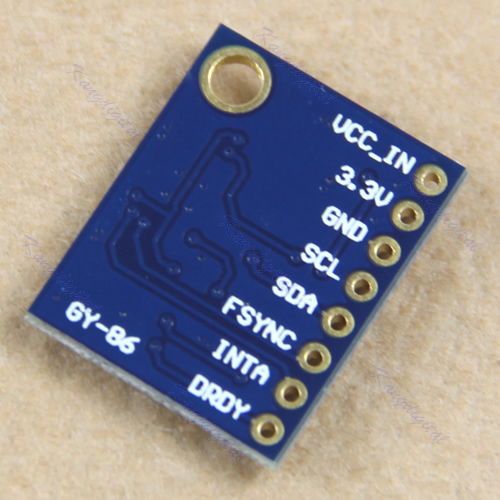 VCC_IN
3.3V
GND
SCL
SDA
FSYNC
INTA
DRDY
GY-86